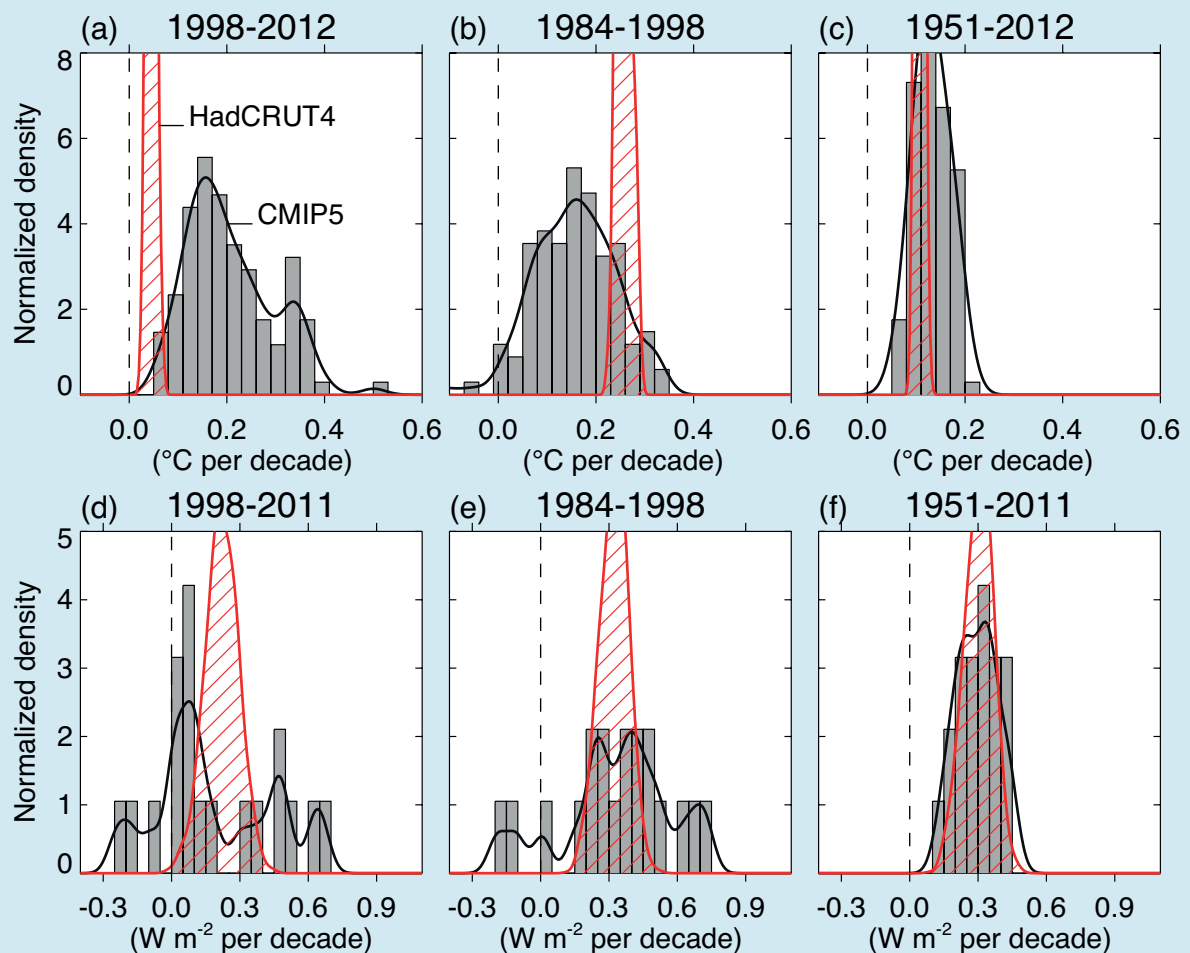 (a) 1998-2012
(b) 1984-1998
(c) 1951-2012
Normalized density
8
6
4
2
0
HadCRUT4
CMIP5
0.0 0.2 0.4 0.6
(°C per decade)
0.0 0.2 0.4 0.6
(°C per decade)
0.0 0.2 0.4 0.6
(°C per decade)
(d) 1998-2011
(e) 1984-1998
(f) 1951-2011
Normalized density
5
4
3
2
1
0
-0.3 0.0 0.3 0.6 0.9
(W m⁻² per decade)
-0.3 0.0 0.3 0.6 0.9
(W m⁻² per decade)
-0.3 0.0 0.3 0.6 0.9
(W m⁻² per decade)